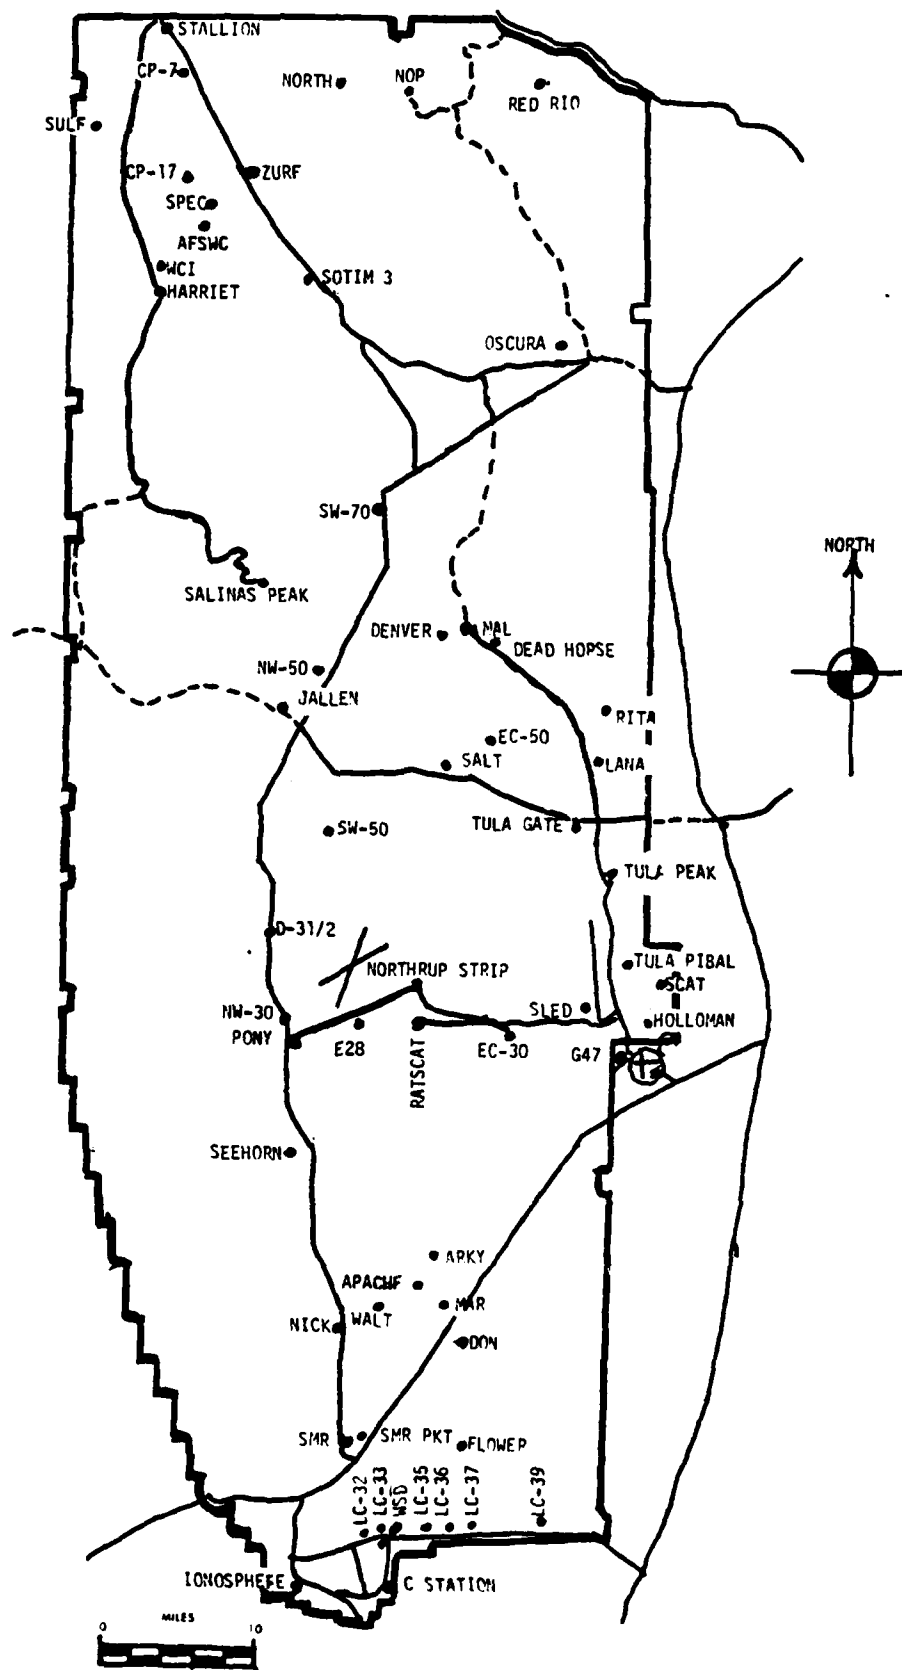 STALLION
CP-7
NORTH
NOP
RED RIO
SULF
CP-17
ZURF
SPEC
AFSWC
WCI
HARRIET
SOTIM 3
OSCURA
SW-70
NORTH
SALINAS PEAK
DENVER
MAL
DEAD HOPSE
NW-50
JALLEN
RITA
EC-50
SALT
LANA
SW-50
TULA GATE
TULA PEAK
D-31/2
NORTHRUP STRIP
TULA PIBAL
SCAT
NW-30
SLED
HOLLOMAN
PONY
E28
RATSCAT
EC-30
G47
SEEHORN
ARKY
APACHE
MAR
WALT
NICK
DON
SMR
SMR PKT
FLOWER
LC-32
LC-33
WSD
LC-35
LC-36
LC-37
LC-39
IONOSPHERE
C STATION
MILES
0 10